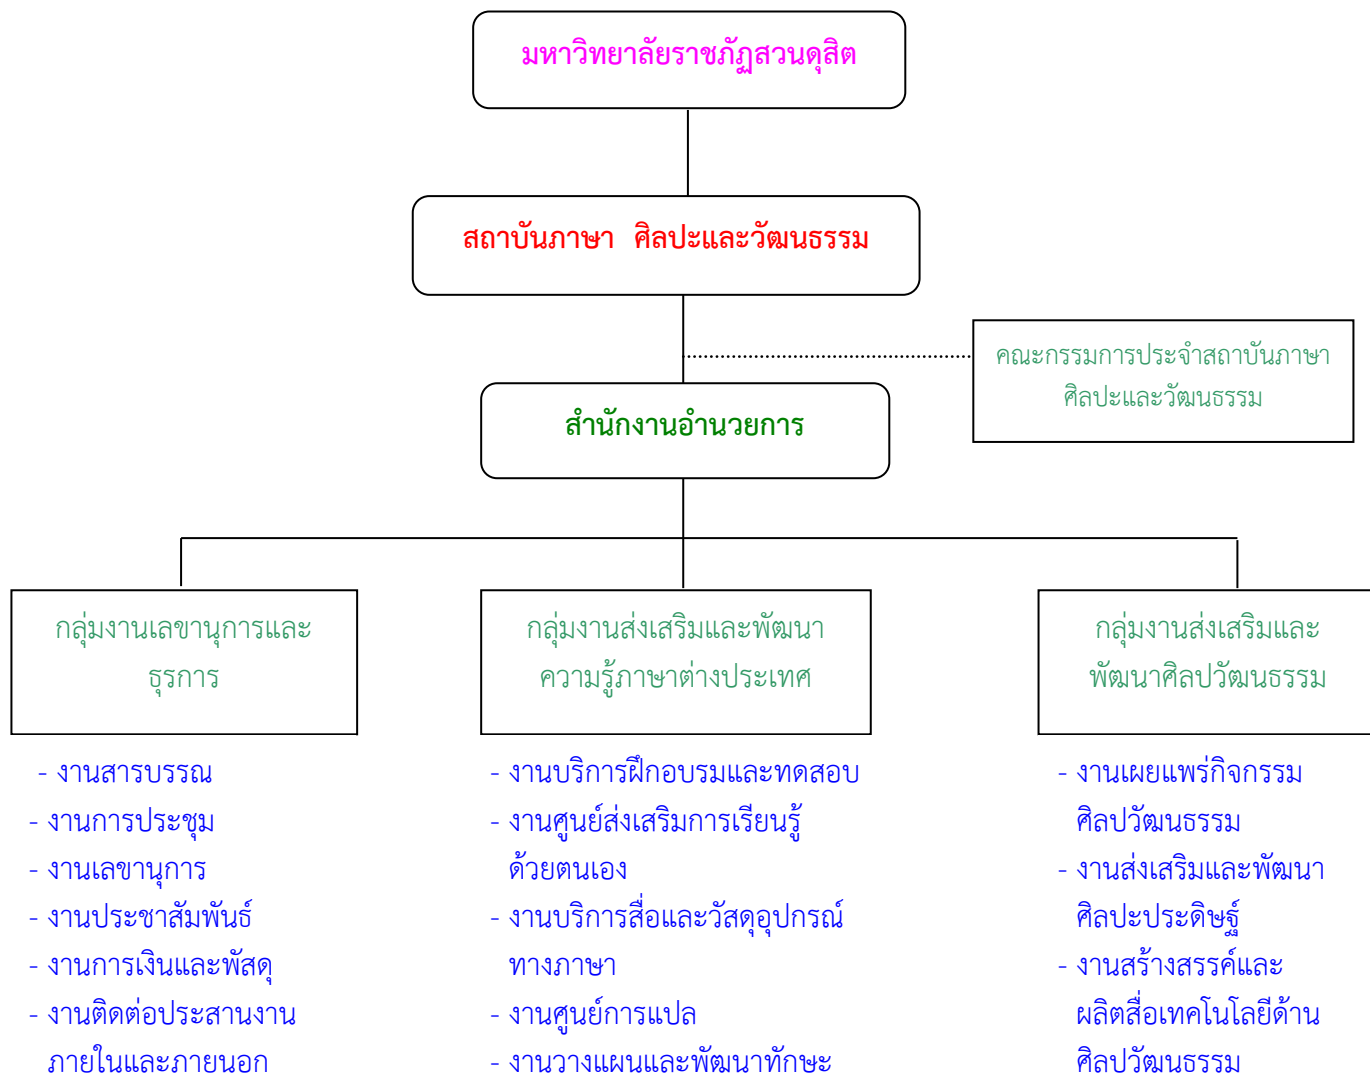 มหาวิทยาลัยราชภัฏสวนดุสิต
สถาบันภาษา ศิลปะและวัฒนธรรม
คณะกรรมการประจำสถาบันภาษา
ศิลปะและวัฒนธรรม
สำนักงานอำนวยการ
กลุ่มงานเลขานุการและ
ธุรการ
- งานสารบรรณ
- งานการประชุม
- งานเลขานุการ
- งานประชาสัมพันธ์
- งานการเงินและพัสดุ
- งานติดต่อประสานงาน
ภายในและภายนอก
กลุ่มงานส่งเสริมและพัฒนา
ความรู้ภาษาต่างประเทศ
- งานบริการฝึกอบรมและทดสอบ
- งานศูนย์ส่งเสริมการเรียนรู้
ด้วยตนเอง
- งานบริการสื่อและวัสดุอุปกรณ์
ทางภาษา
- งานศูนย์การแปล
- งานวางแผนและพัฒนาทักษะ
กลุ่มงานส่งเสริมและ
พัฒนาศิลปวัฒนธรรม
- งานเผยแพร่กิจกรรม
ศิลปวัฒนธรรม
- งานส่งเสริมและพัฒนา
ศิลปะประดิษฐ์
- งานสร้างสรรค์และ
ผลิตสื่อเทคโนโลยีด้าน
ศิลปวัฒนธรรม